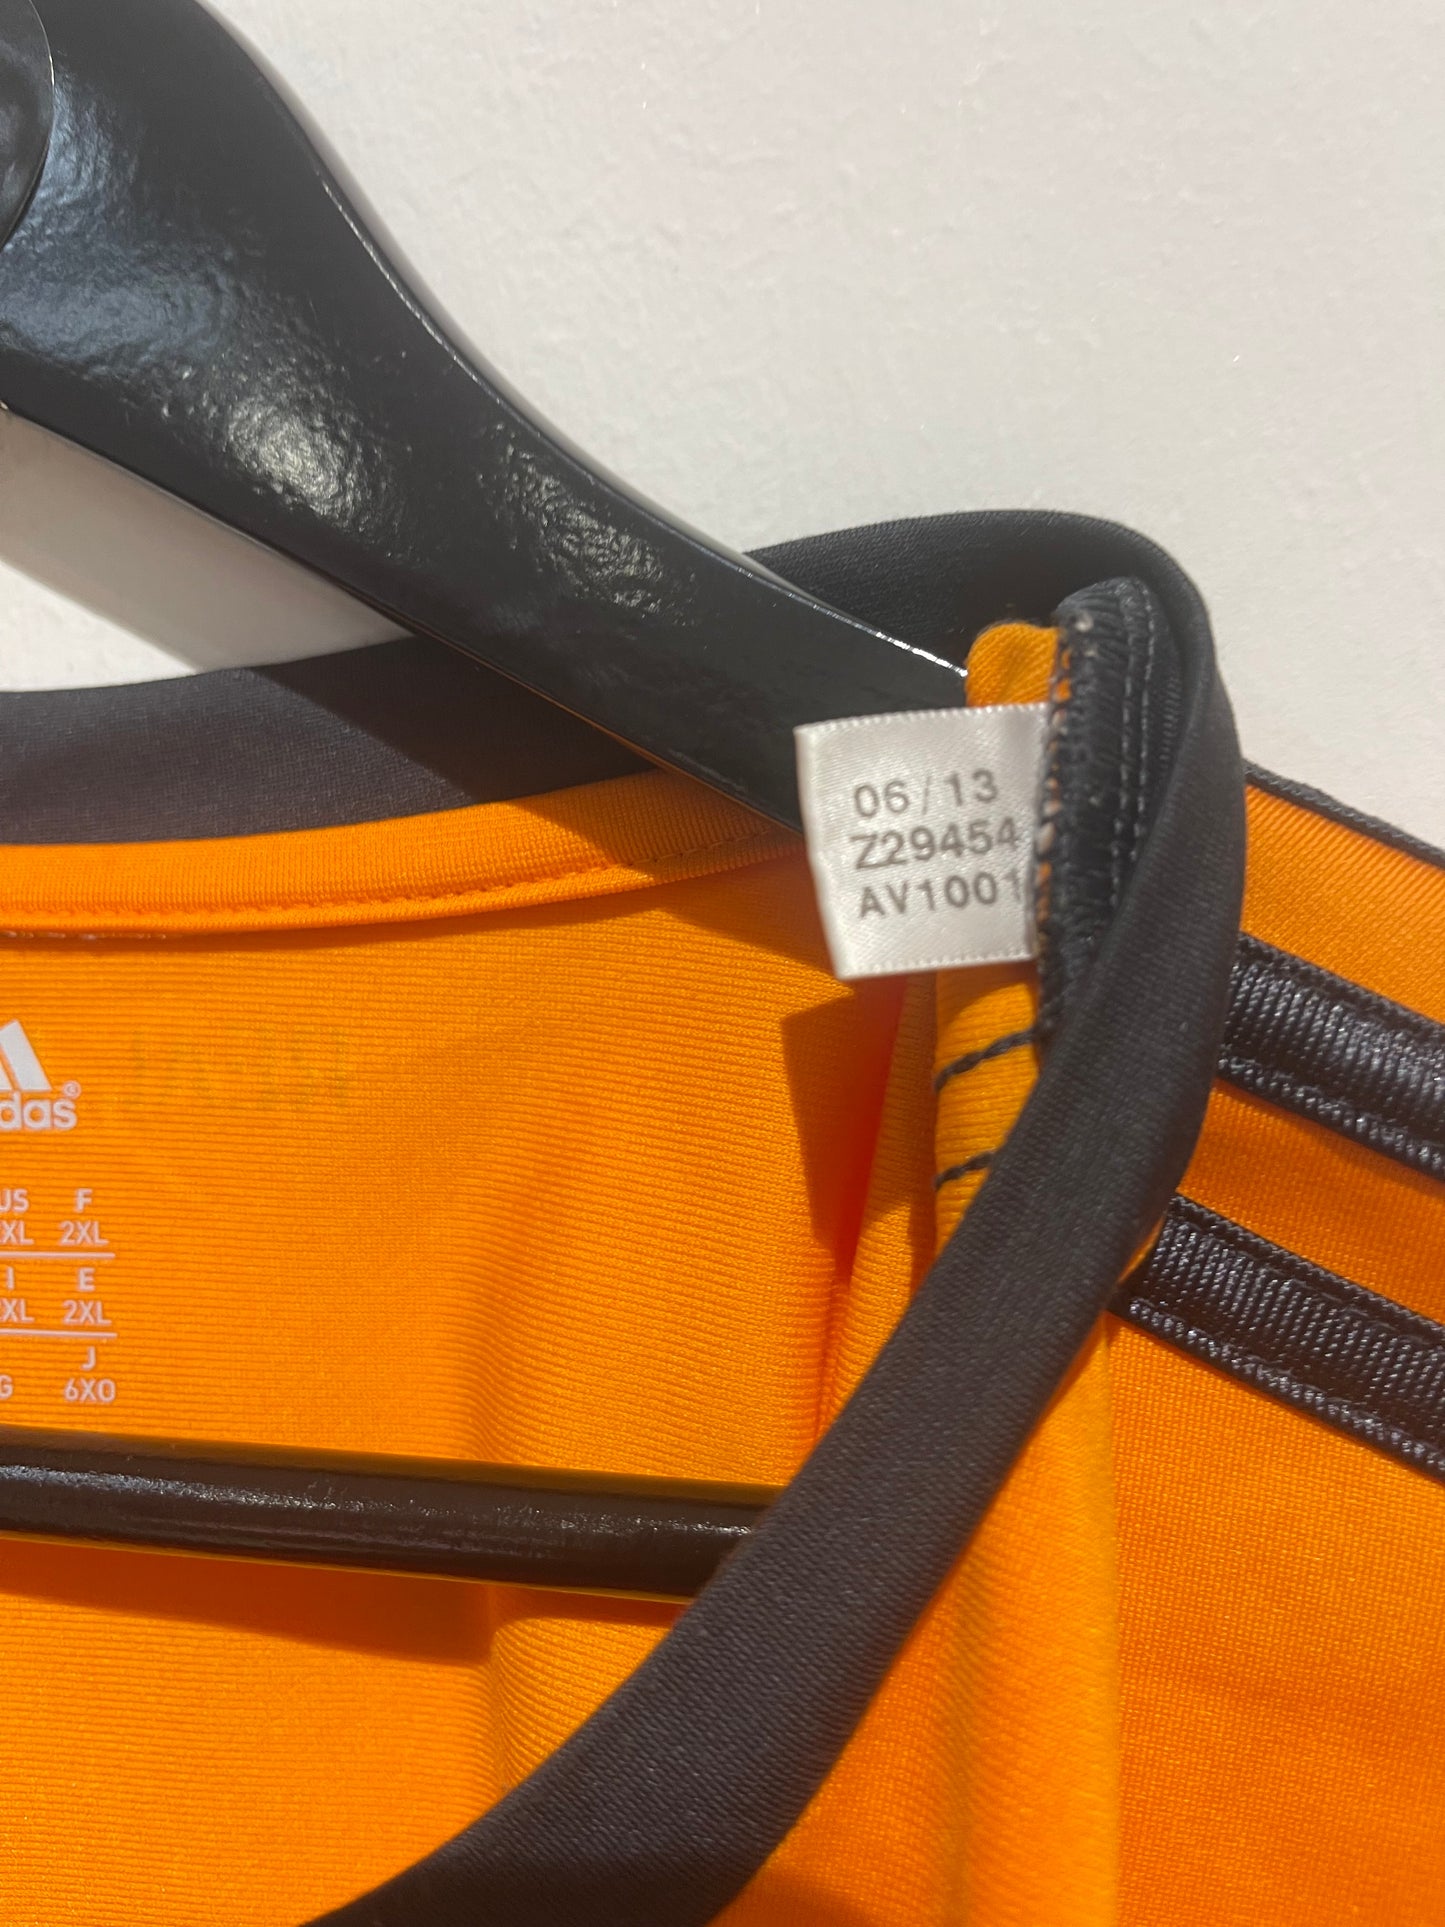 06/13
Z29454
AV1001
das
US F
XL 2XL
I E
XL 2XL
J
G 6XO